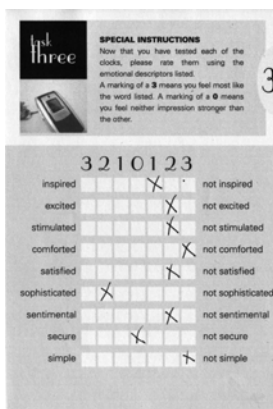 task
three
SPECIAL INSTRUCTIONS
Now that you have tested each of the
clocks, please rate them using the
emotional descriptors listed.
A marking of a 3 means you feel most like
the word listed. A marking of a 0 means
you feel neither impression stronger than
the other.
3
3 2 1 0 1 2 3
inspired X not inspired
excited X not excited
stimulated X not stimulated
comforted X not comforted
satisfied X not satisfied
sophisticated X not sophisticated
sentimental X not sentimental
secure X not secure
simple X not simple